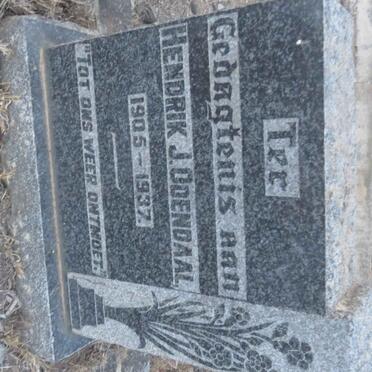 Ter
Gedagtenis aan
HENDRIK J. ODENDAAL
1905 - 1937.
"TOT ONS WEER ONTMOET."